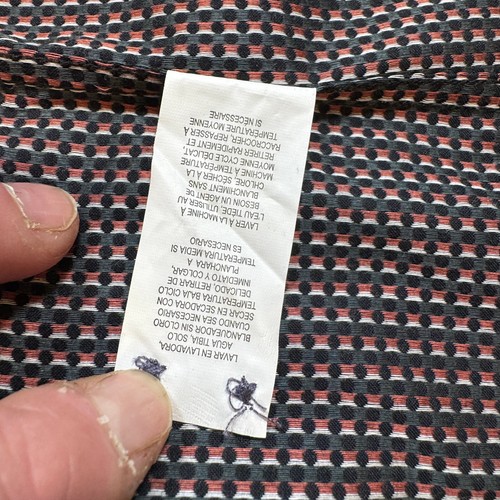 LAVAR EN LAVADORA,
AGUA TIBIA, SOLO
BLANQUEDOR SIN CLORO
CUANDO SEA NECESARIO
SECAR EN SECADORA CON
TEMPERATURA BAJA CICLO
DELICADO, RETIRAR DE
INMEDIATO Y COLAR,
PLANCHARA A
TEMPERATURA MEDIA SI
ES NECESARIO
LAVER À LA MACHINE À
L'EAU TIÈDE, UTILISER AU
BESOIN UN AGENT DE
BLANCHIMENT SANS
CHLORE, SÉCHER À LA
MACHINE, TEMPÉRATURE
MOYENNE CYCLE DÉLICAT,
RETIRER RAPIDEMENT ET
RACCROCHER, REPASSER À
TEMPÉRATURE MOYENNE
SI NÉCESSAIRE